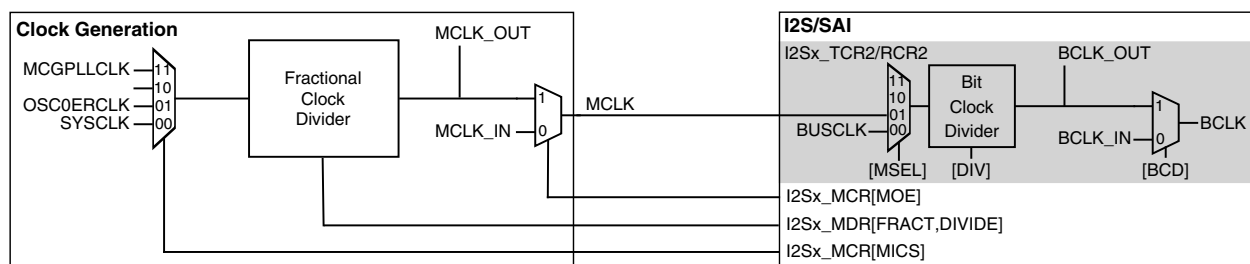 Clock Generation
MCGPLLCLK
11
10
OSC0ERCLK
01
SYSCLK
00
Fractional
Clock
Divider
MCLK_OUT
MCLK_IN
1
0
MCLK
I2S/SAI
I2Sx_TCR2/RCR2
11
10
01
BUSCLK
00
[MSEL]
Bit
Clock
Divider
[DIV]
BCLK_OUT
BCLK_IN
1
0
[BCD]
BCLK
I2Sx_MCR[MOE]
I2Sx_MDR[FRACT,DIVIDE]
I2Sx_MCR[MICS]